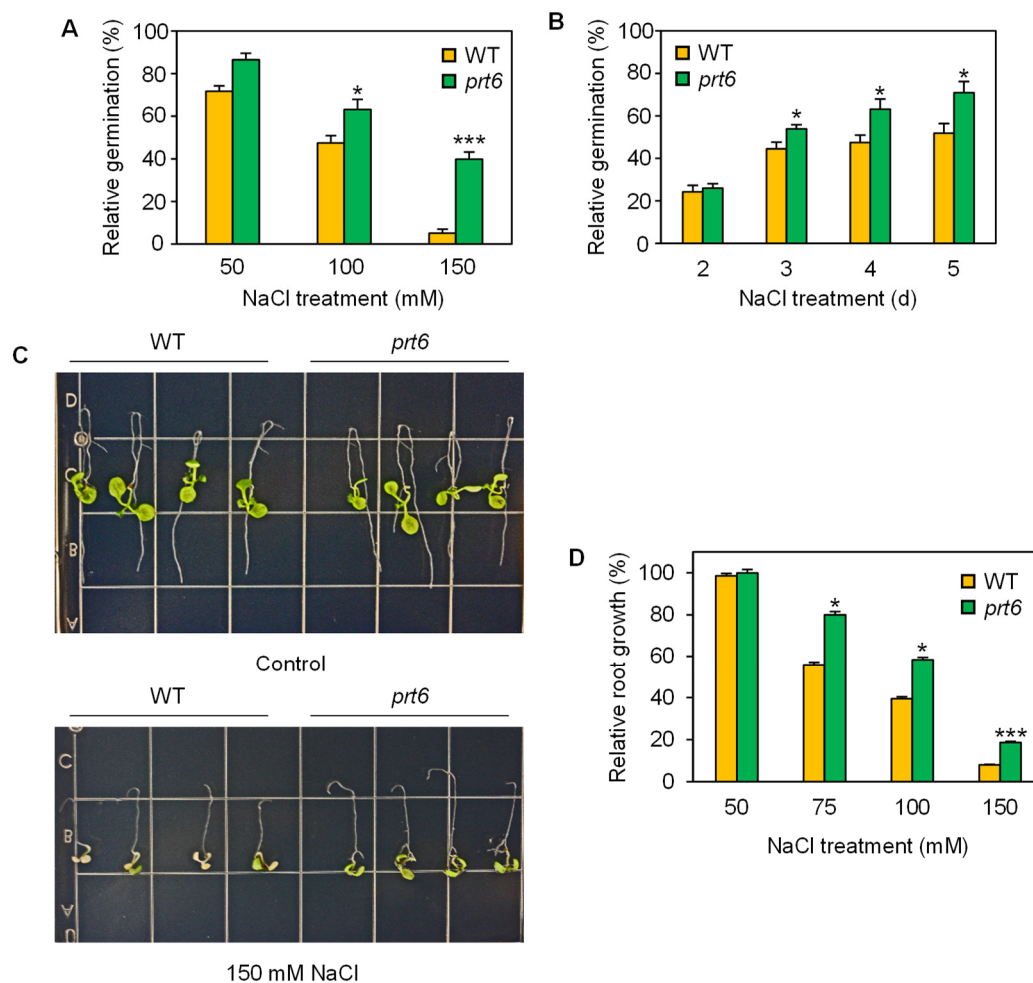 A
Relative germination (%)
100
80
60
40
20
0
WT
prt6
*
***
50 100 150
NaCl treatment (mM)
B
Relative germination (%)
100
80
60
40
20
0
WT
prt6
*
*
*
2 3 4 5
NaCl treatment (d)
C
WT prt6
D
C
B
A
Control
WT prt6
C
B
A
150 mM NaCl
D
Relative root growth (%)
100
80
60
40
20
0
WT
prt6
*
*
***
50 75 100 150
NaCl treatment (mM)